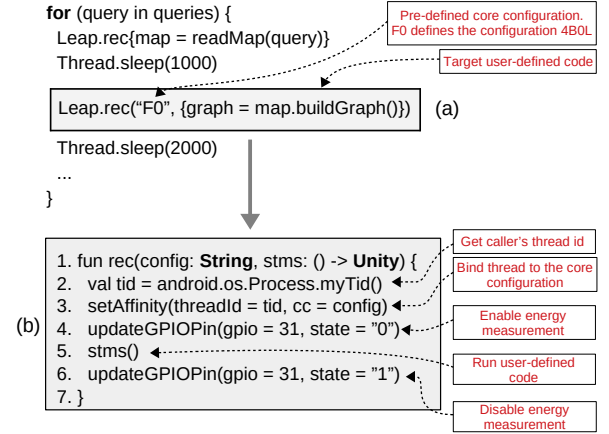 for (query in queries) {
Leap.rec{map = readMap(query)}
Thread.sleep(1000)
Leap.rec(“F0”, {graph = map.buildGraph()})
(a)
Thread.sleep(2000)
...
}
Pre-defined core configuration.
F0 defines the configuration 4B0L
Target user-defined code
(b)
1. fun rec(config: String, stms: () -> Unity) {
2. val tid = android.os.Process.myTid()
3. setAffinity(threadId = tid, cc = config)
4. updateGPIOPin(gpio = 31, state = ”0”)
5. stms()
6. updateGPIOPin(gpio = 31, state = ”1”)
7. }
Get caller’s thread id
Bind thread to the core
configuration
Enable energy
measurement
Run user-defined
code
Disable energy
measurement